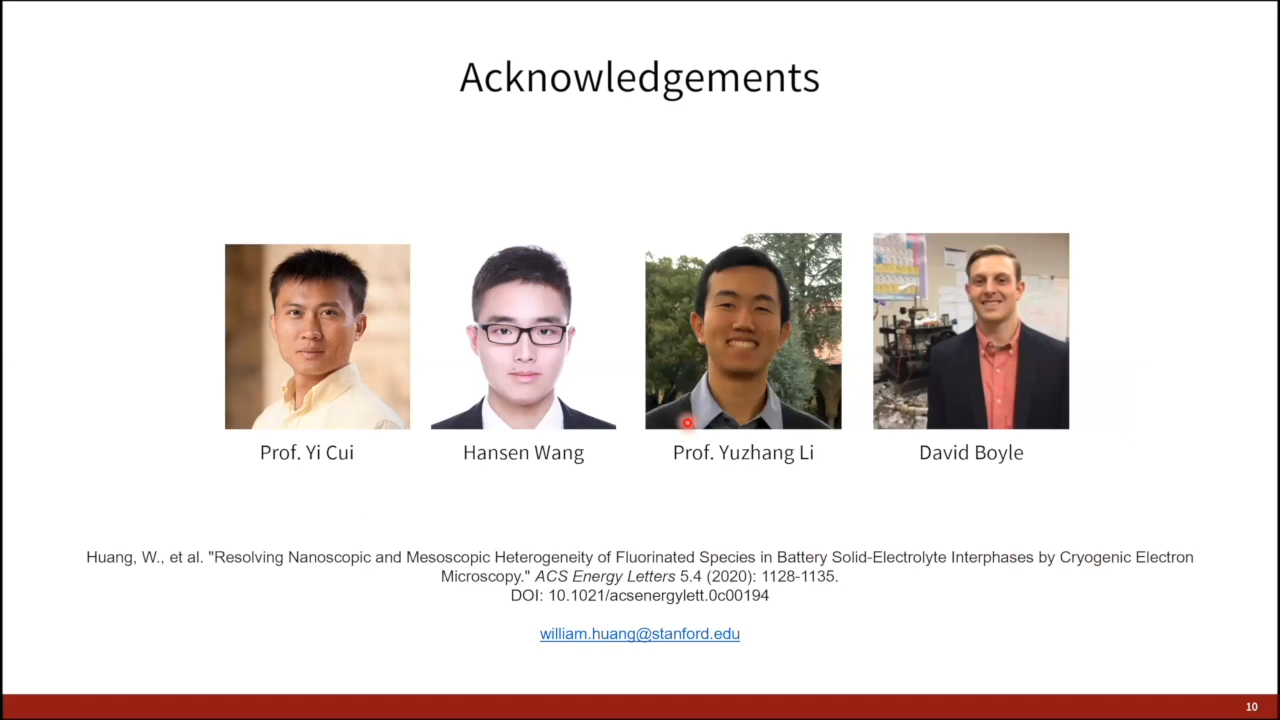 Acknowledgements
Prof. Yi Cui
Hansen Wang
Prof. Yuzhang Li
David Boyle
Huang, W., et al. "Resolving Nanoscopic and Mesoscopic Heterogeneity of Fluorinated Species in Battery Solid-Electrolyte Interphases by Cryogenic Electron
Microscopy." ACS Energy Letters 5.4 (2020): 1128-1135.
DOI: 10.1021/acsenergylett.0c00194
william.huang@stanford.edu
10